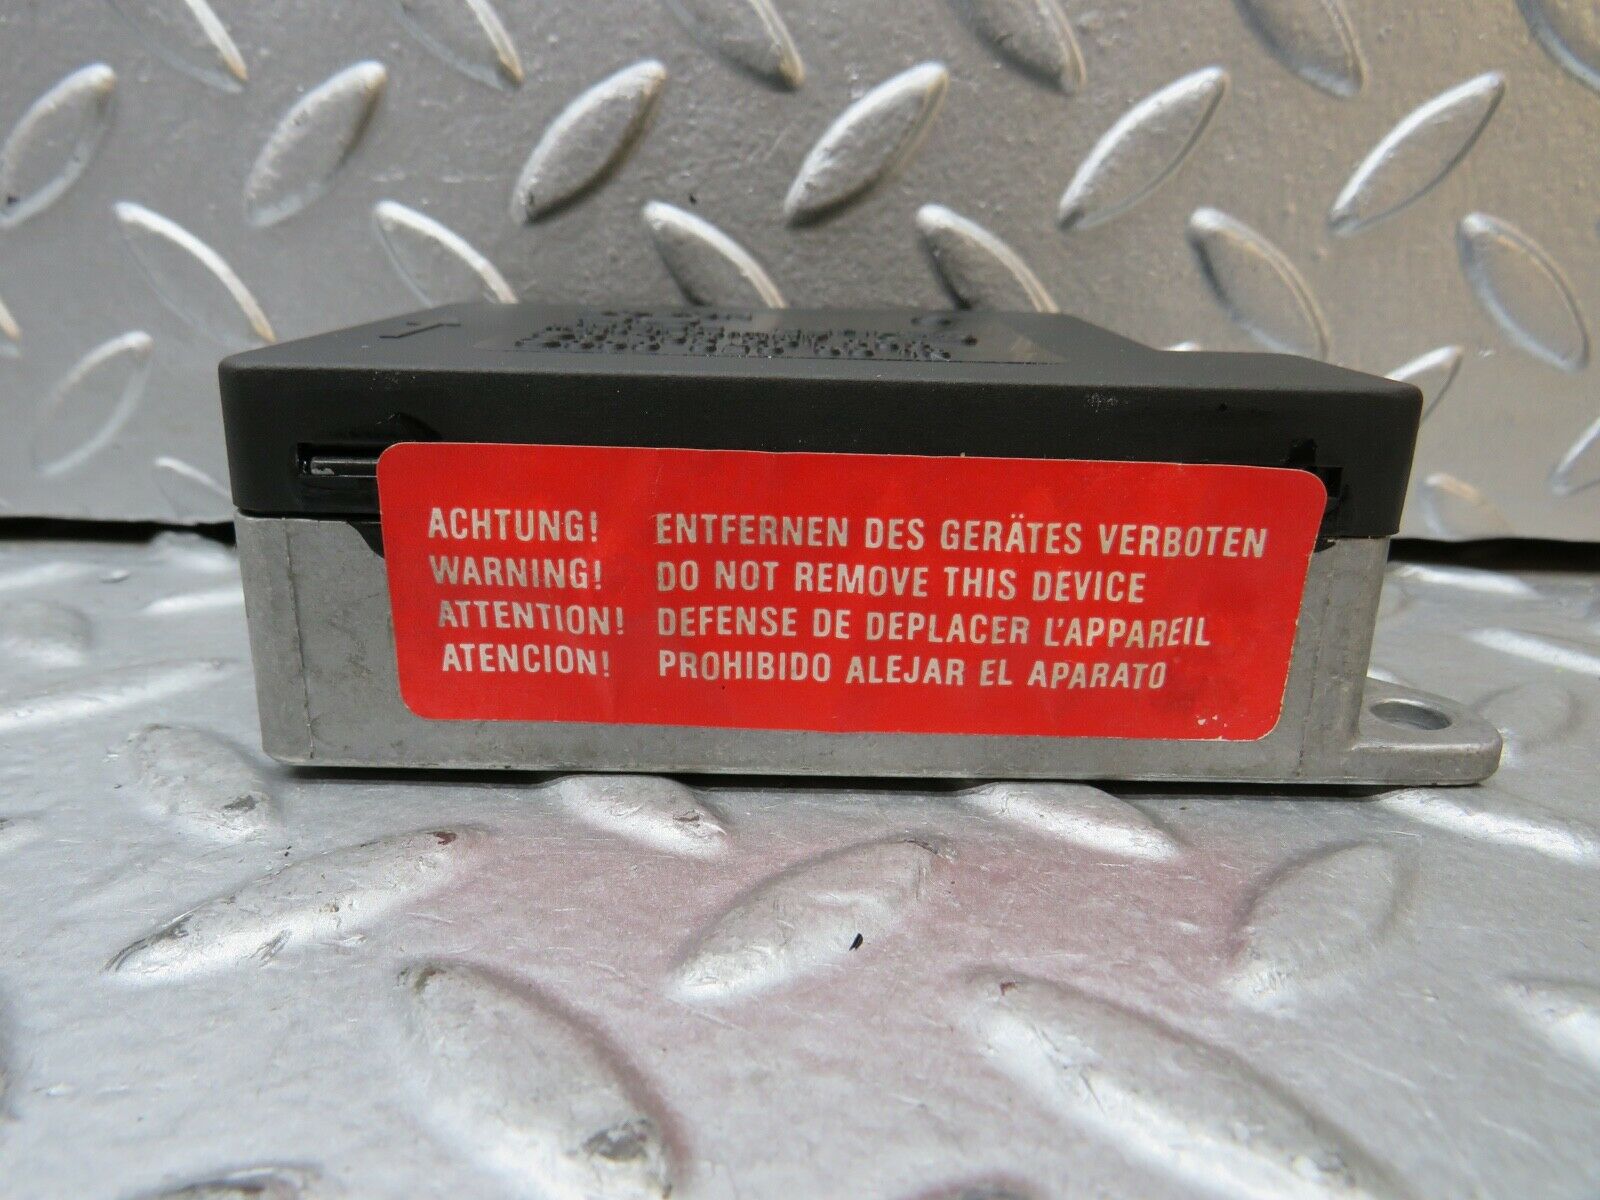 ACHTUNG! ENTFERNEN DES GERÄTES VERBOTEN
WARNING! DO NOT REMOVE THIS DEVICE
ATTENTION! DEFENSE DE DEPLACER L'APPAREIL
ATENCION! PROHIBIDO ALEJAR EL APARATO